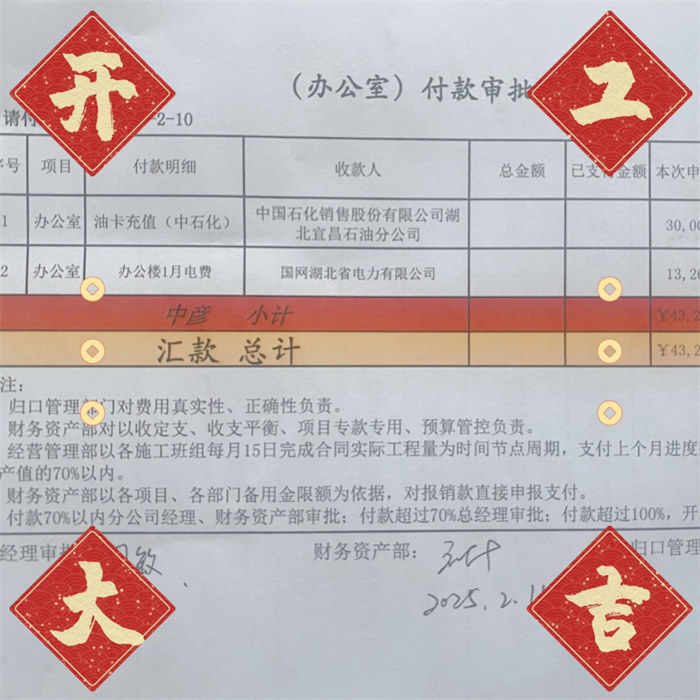 开 工
（办公室）付款审批
请付 -2-10
序号 项目 付款明细 收款人 总金额 已支付金额 本次申
1 办公室 油卡充值（中石化） 中国石化销售股份有限公司湖 30,00
北宜昌石油分公司
2 办公室 办公楼1月电费 国网湖北省电力有限公司 13,26
中彦 小计 ￥43,2
汇款 总计 ￥43,2
注：
归口管理部门对费用真实性、正确性负责。
财务资产部对以收定支、收支平衡、项目专款专用、预算管控负责。
经营管理部以各施工班组每月15日完成合同实际工程量为时间节点周期，支付上个月进度
产值的70%以内。
财务资产部以各项目、各部门备用金限额为依据，对报销款直接申报支付。
付款70%以内分公司经理、财务资产部审批；付款超过70%总经理审批；付款超过100%，开
经理审批 敏 财务资产部： 归口管理
2025.2.1
大 吉